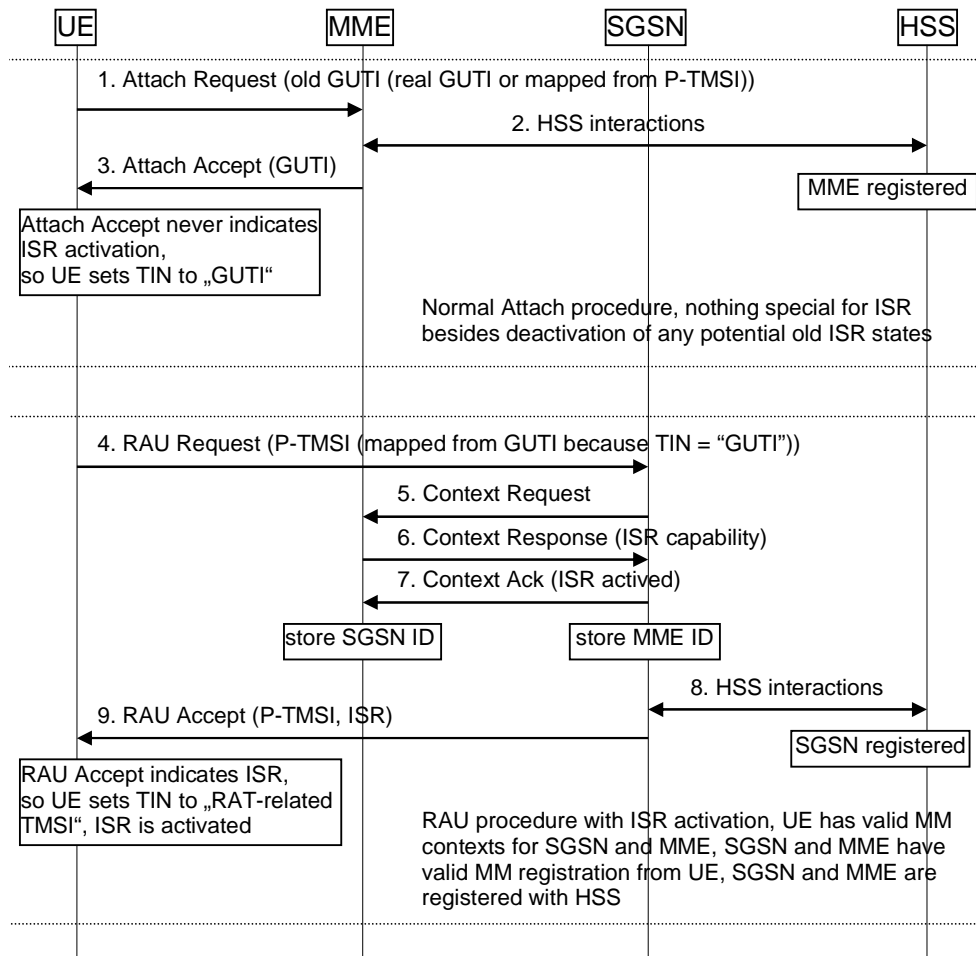 UE MME SGSN HSS
1. Attach Request (old GUTI (real GUTI or mapped from P-TMSI))
2. HSS interactions
3. Attach Accept (GUTI)
MME registered
Attach Accept never indicates
ISR activation,
so UE sets TIN to „GUTI“
Normal Attach procedure, nothing special for ISR
besides deactivation of any potential old ISR states
4. RAU Request (P-TMSI (mapped from GUTI because TIN = “GUTI”))
5. Context Request
6. Context Response (ISR capability)
7. Context Ack (ISR actived)
store SGSN ID store MME ID
8. HSS interactions
9. RAU Accept (P-TMSI, ISR)
SGSN registered
RAU Accept indicates ISR,
so UE sets TIN to „RAT-related
TMSI“, ISR is activated
RAU procedure with ISR activation, UE has valid MM
contexts for SGSN and MME, SGSN and MME have
valid MM registration from UE, SGSN and MME are
registered with HSS